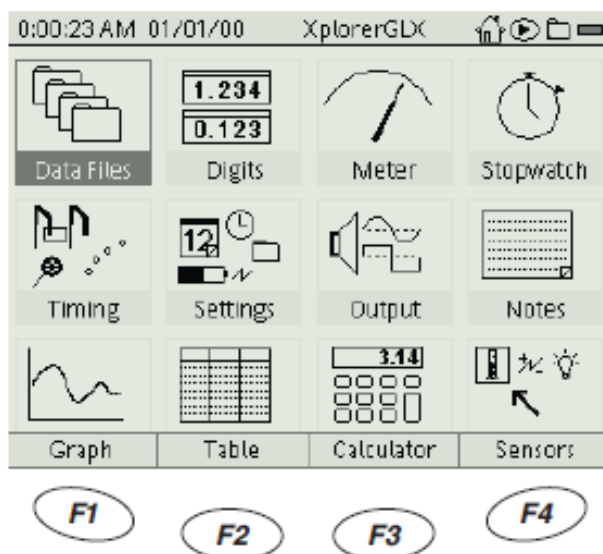 0:00:23 AM 01/01/00 XplorerGLX
1.234
0.123
Data Files Digits Meter Stopwatch
12
Timing Settings Output Notes
3.14
Graph Table Calculator Sensors
F1 F2 F3 F4